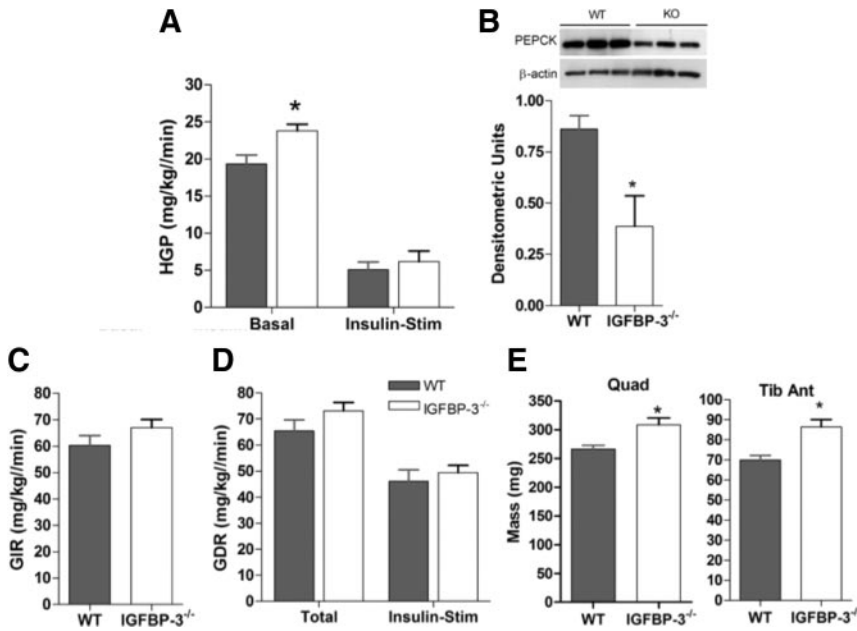 A
HGP (mg/kg//min)
30
25
20
15
10
5
0
*
Basal
Insulin-Stim
B
WT
KO
PEPCK
β-actin
Densitometric Units
1.00
0.75
0.50
0.25
0.00
*
WT
IGFBP-3-/-
C
GIR (mg/kg//min)
80
70
60
50
40
30
20
10
0
WT
IGFBP-3-/-
D
GDR (mg/kg//min)
80
70
60
50
40
30
20
10
0
WT
IGFBP-3-/-
Total
Insulin-Stim
E
Quad
Mass (mg)
350
300
250
200
150
100
50
0
*
WT
IGFBP-3-/-
Tib Ant
100
90
80
70
60
50
40
30
20
10
0
*
WT
IGFBP-3-/-